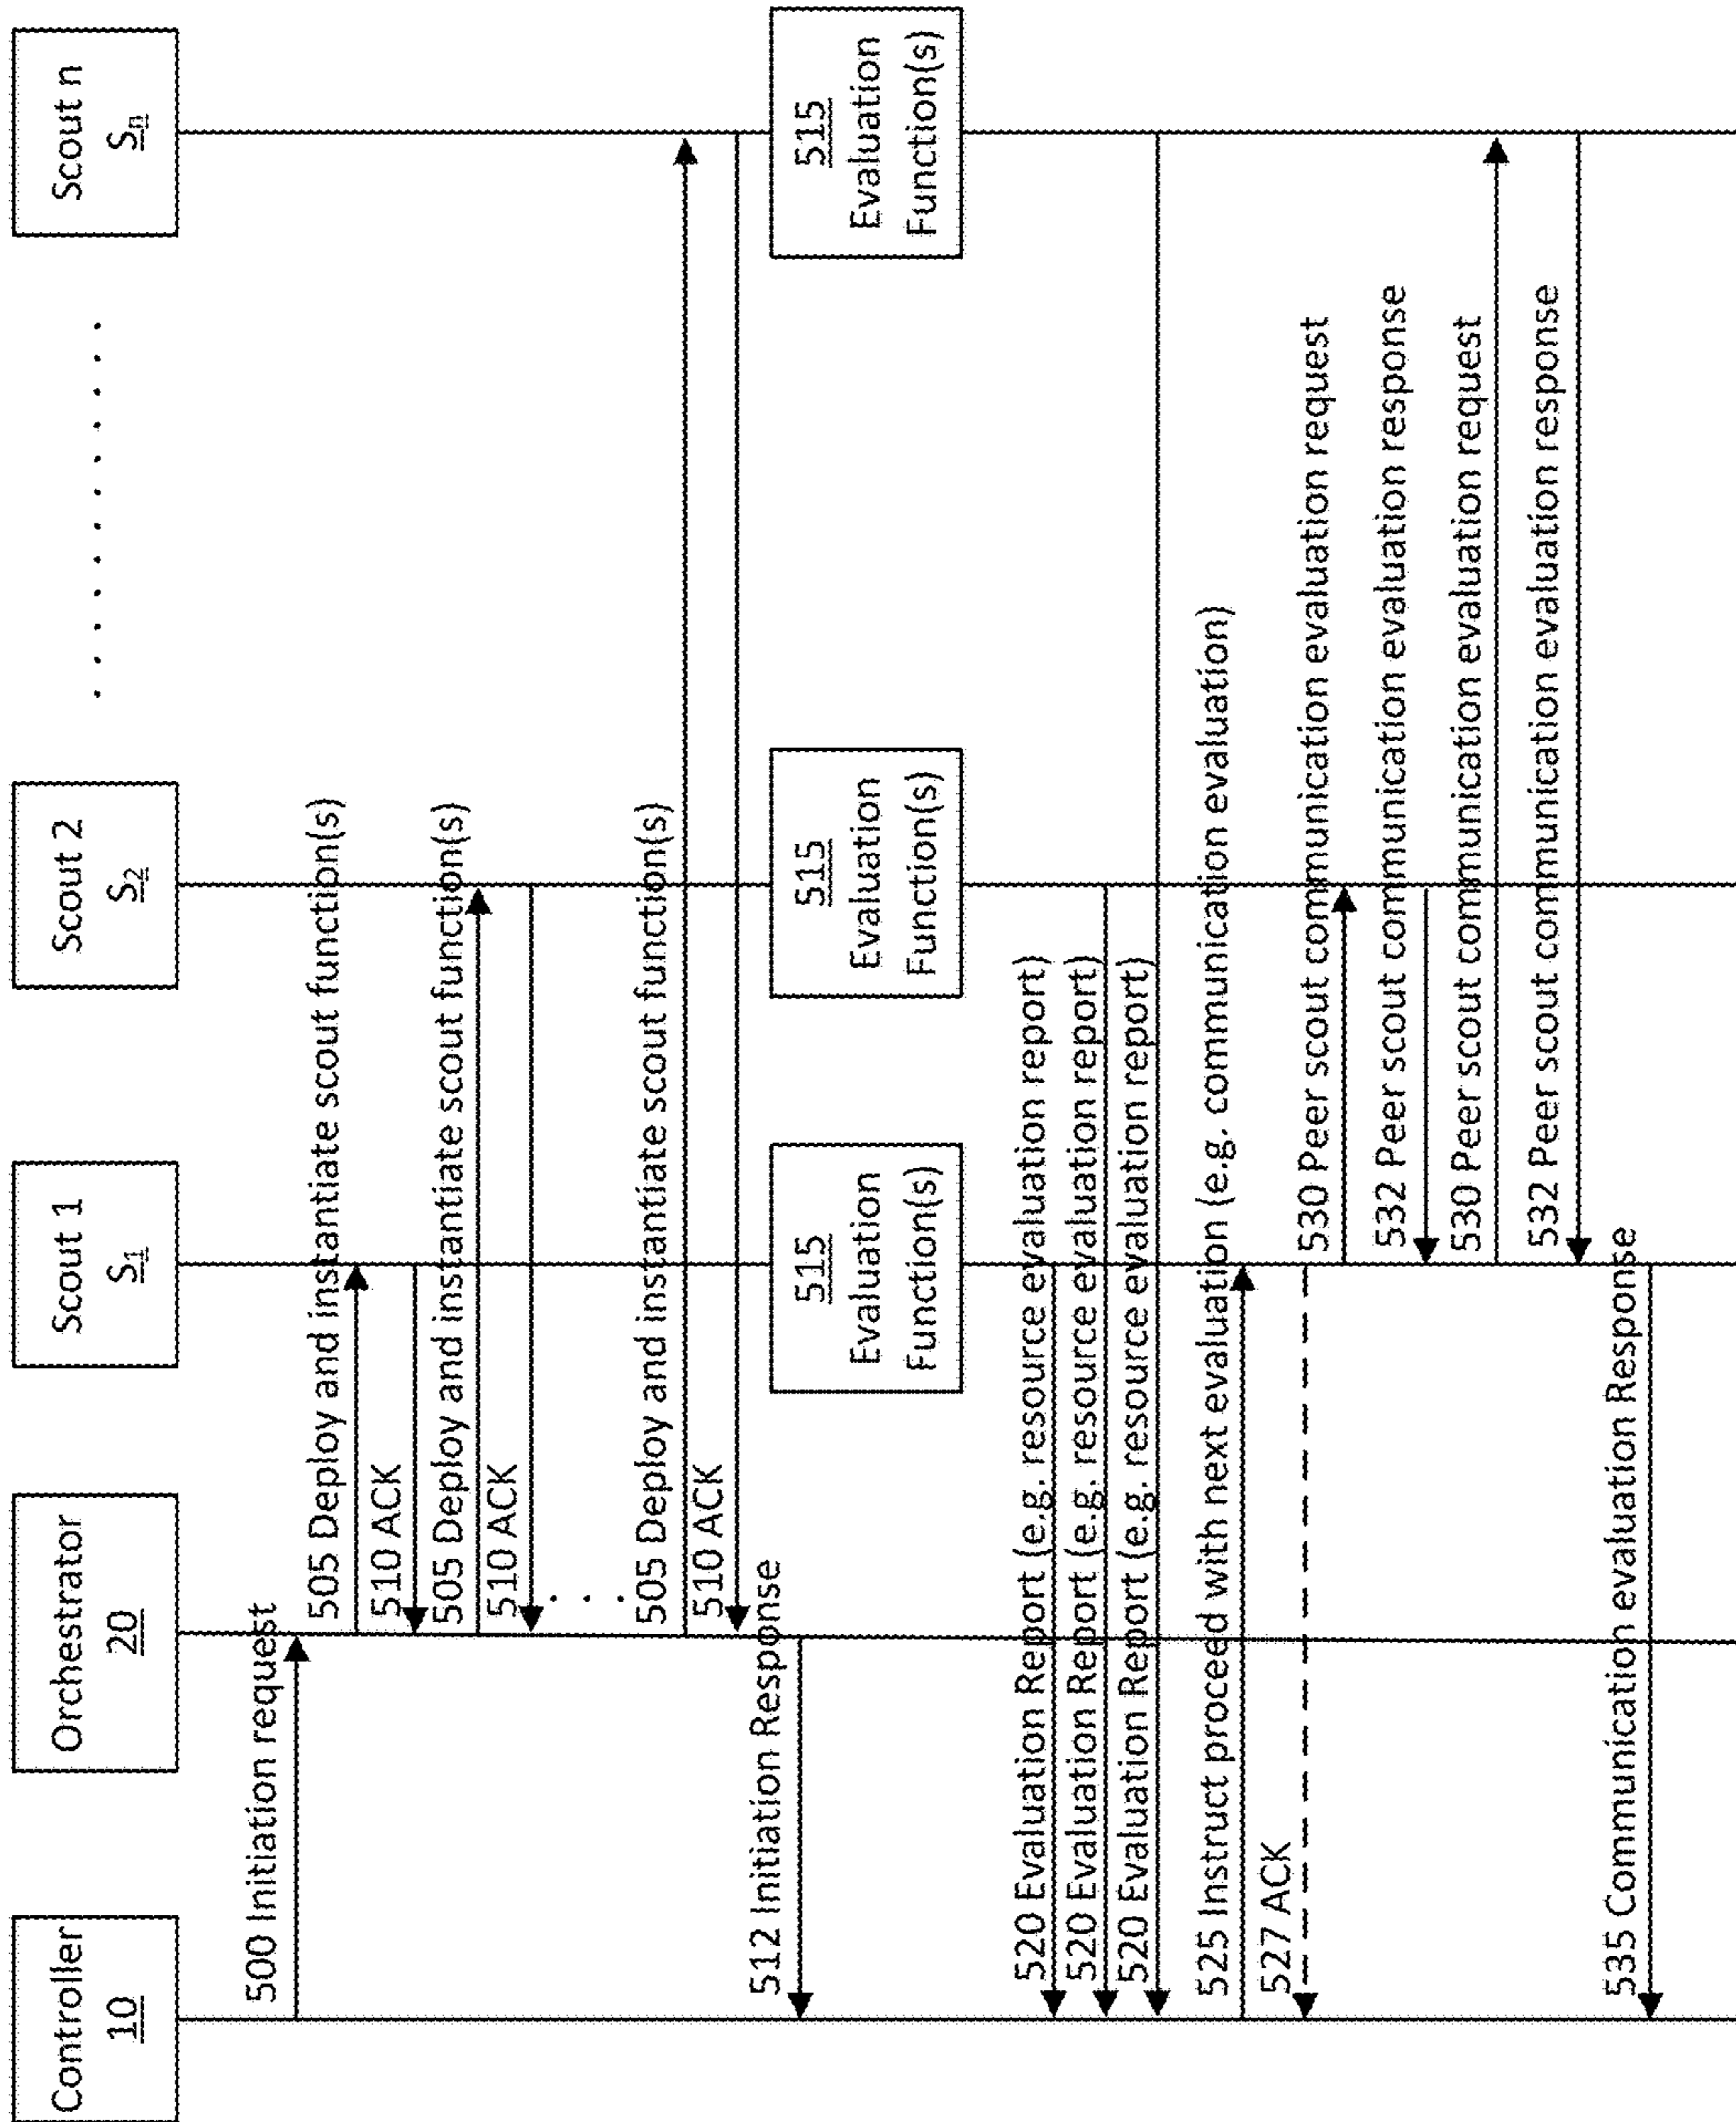 Controller
10
Orchestrator
20
Scout 1
S1
Scout 2
S2
. . . . . . . . . . . .
Scout n
Sn
500 Initiation request
505 Deploy and instantiate scout function(s)
510 ACK
505 Deploy and instantiate scout function(s)
510 ACK
. . .
505 Deploy and instantiate scout function(s)
510 ACK
512 Initiation Response
515
Evaluation
Function(s)
515
Evaluation
Function(s)
515
Evaluation
Function(s)
520 Evaluation Report (e.g. resource evaluation report)
520 Evaluation Report (e.g. resource evaluation report)
520 Evaluation Report (e.g. resource evaluation report)
525 Instruct proceed with next evaluation (e.g. communication evaluation)
527 ACK
530 Peer scout communication evaluation request
532 Peer scout communication evaluation response
530 Peer scout communication evaluation request
532 Peer scout communication evaluation response
535 Communication evaluation Response